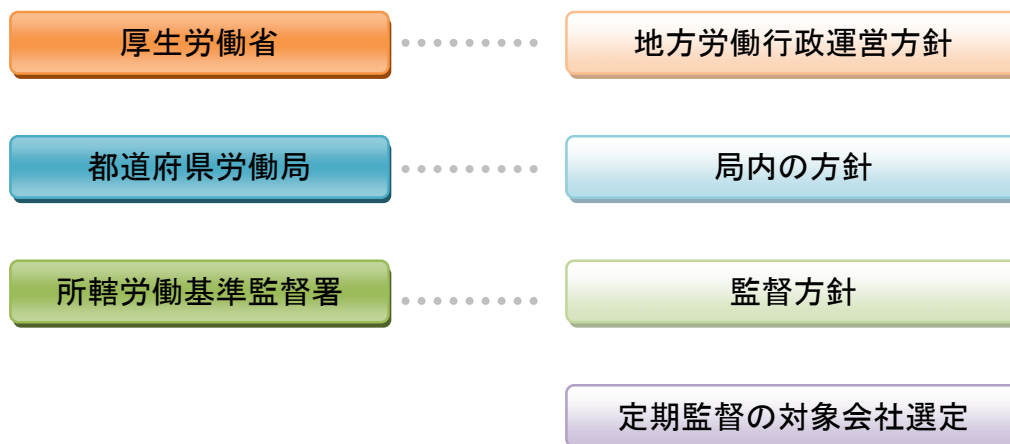 厚生労働省
地方労働行政運営方針
都道府県労働局
局内の方針
所轄労働基準監督署
監督方針
定期監督の対象会社選定